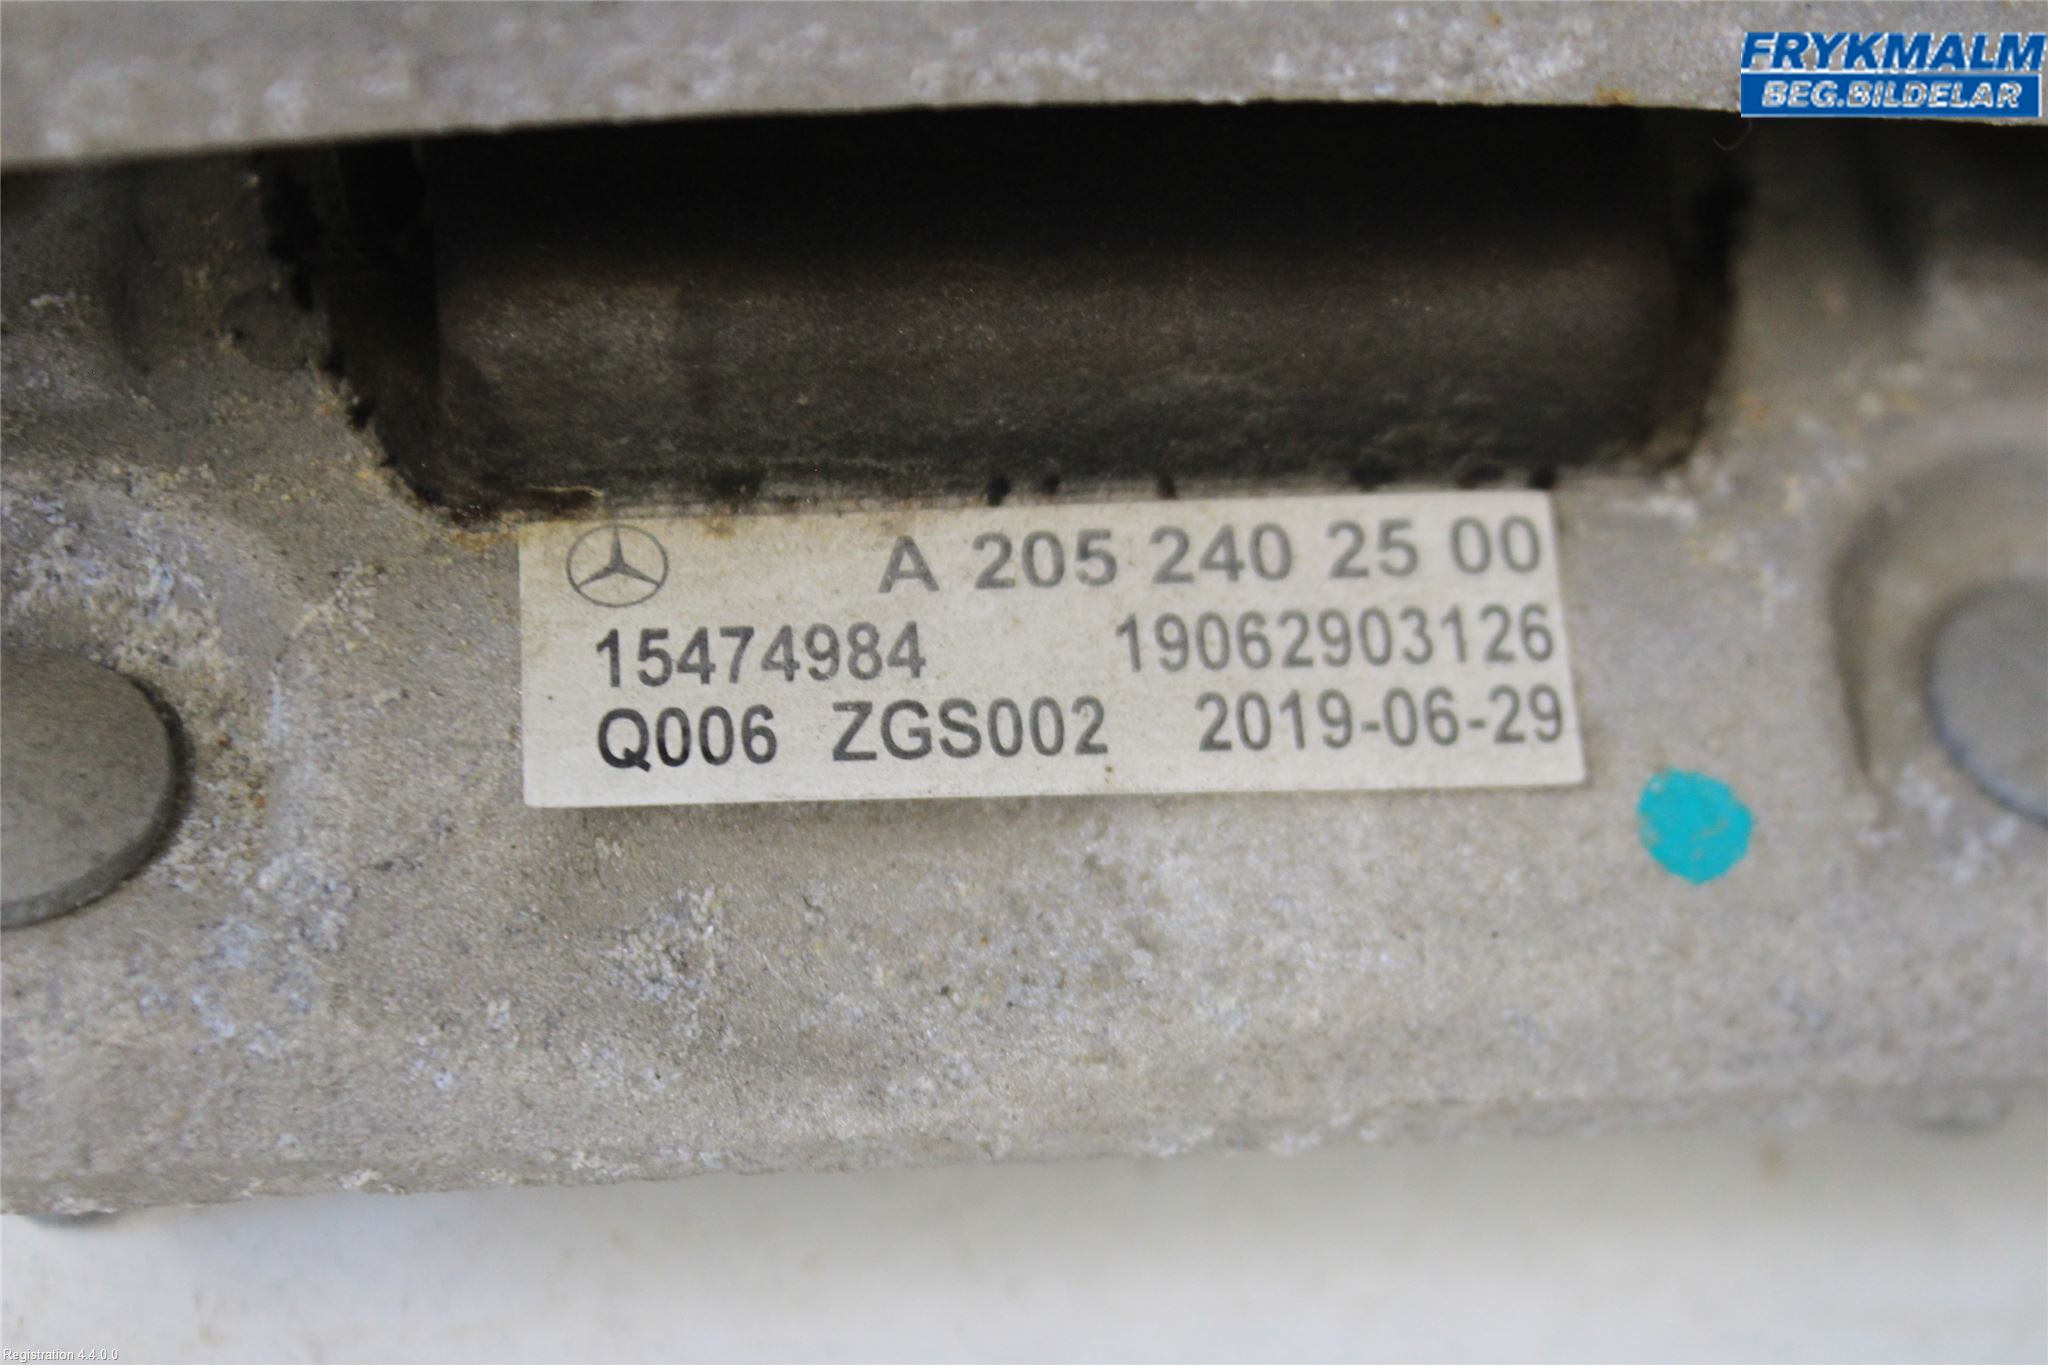 FRYKMALM
BEG.BILDELAR
A 205 240 25 00
15474984 19062903126
Q006 ZGS002 2019-06-29
Registration 4.4.0.0